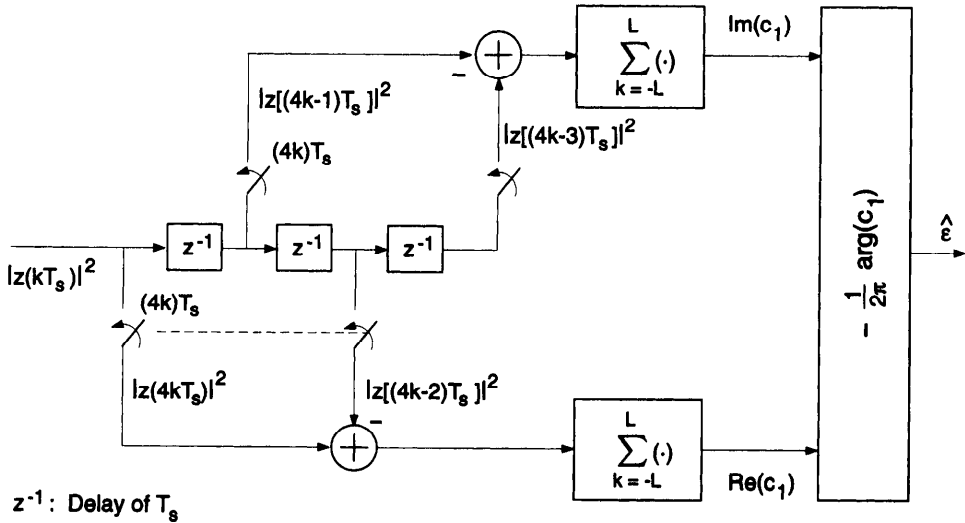 Im(c₁)
L
∑ (·)
k = -L
−
+
|z[(4k-1)Tₛ]|²
|z[(4k-3)Tₛ]|²
(4k)Tₛ
z⁻¹
z⁻¹
z⁻¹
|z(kTₛ)|²
(4k)Tₛ
- 1/2π arg(c₁)
ε̂
|z(4kTₛ)|²
|z[(4k-2)Tₛ]|²
−
+
L
∑ (·)
k = -L
Re(c₁)
z⁻¹ : Delay of Tₛ